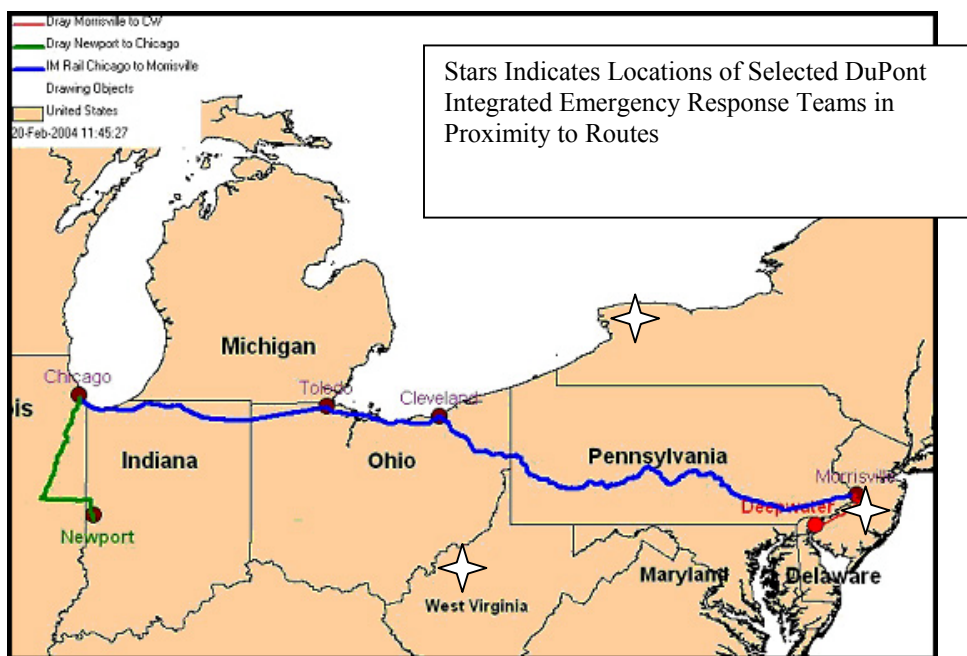 Dray Morrisville to CW
Dray Newport to Chicago
IM Rail Chicago to Morrisville
Drawing Objects
United States
20-Feb-2004 11:45:27
Stars Indicates Locations of Selected DuPont
Integrated Emergency Response Teams in
Proximity to Routes
Michigan
Chicago
Toledo
Cleveland
ois
Indiana
Ohio
Pennsylvania
Morrisville
Deepwater
Newport
Maryland
Delaware
West Virginia